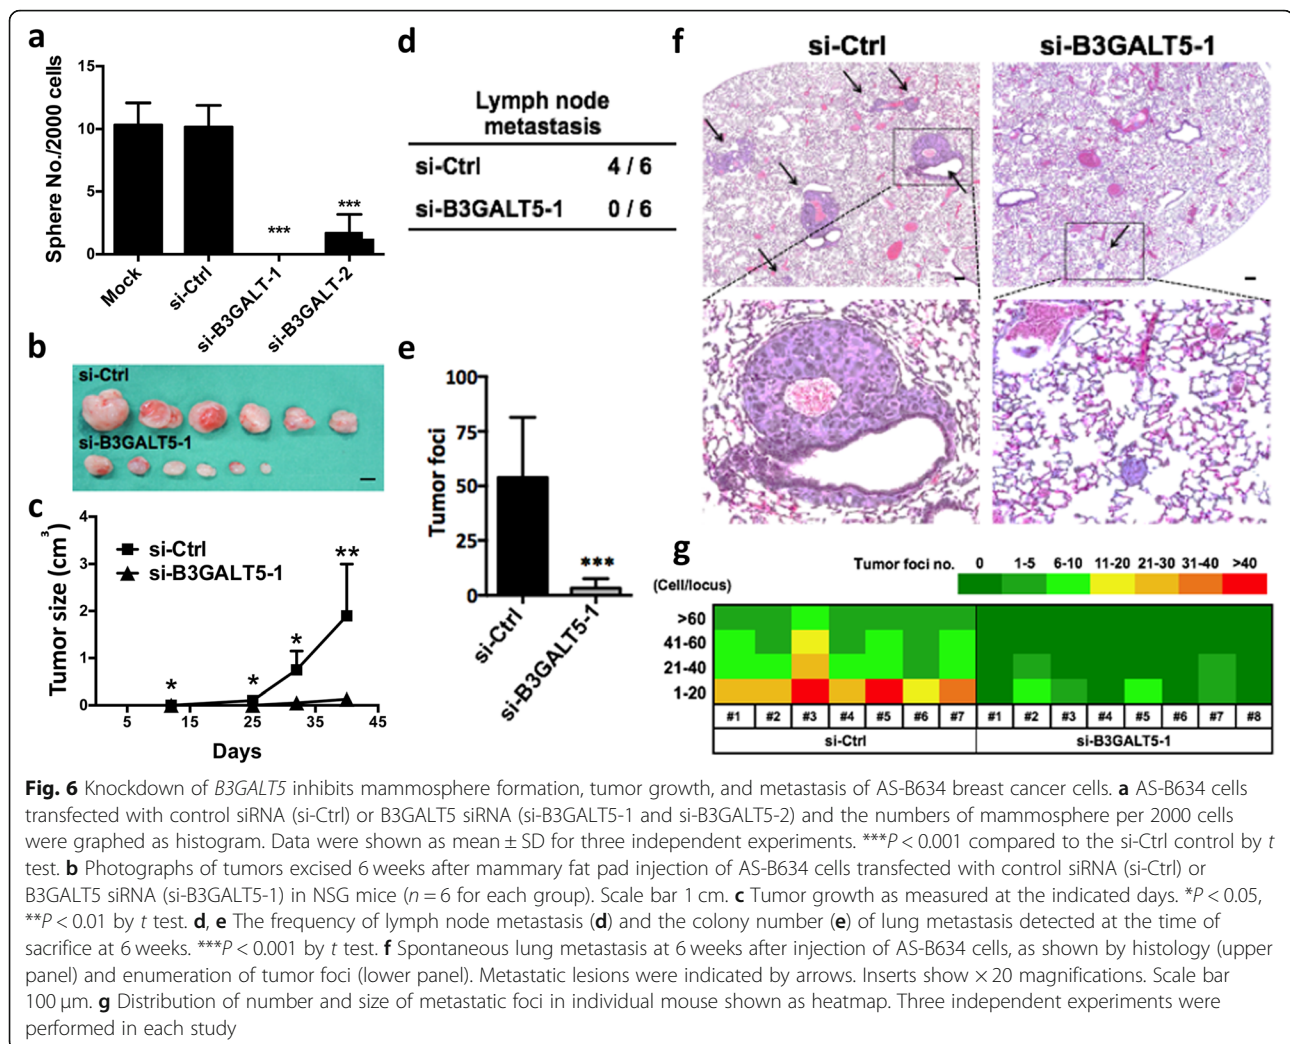 a
Sphere No./2000 cells
15
10
5
0
Mock
si-Ctrl
si-B3GALT-1
si-B3GALT-2
***
***
b
si-Ctrl
si-B3GALT5-1
c
Tumor size (cm³)
4
3
2
1
0
si-Ctrl
si-B3GALT5-1
*
*
*
**
5
15
25
35
45
Days
d
Lymph node
metastasis
si-Ctrl 4 / 6
si-B3GALT5-1 0 / 6
e
Tumor foci
100
75
50
25
0
***
si-Ctrl
si-B3GALT5-1
f
si-Ctrl si-B3GALT5-1
g
Tumor foci no. 0 1-5 6-10 11-20 21-30 31-40 >40
(Cell/locus)
>60
41-60
21-40
1-20
#1 #2 #3 #4 #5 #6 #7 #1 #2 #3 #4 #5 #6 #7 #8
si-Ctrl si-B3GALT5-1
Fig. 6 Knockdown of B3GALT5 inhibits mammosphere formation, tumor growth, and metastasis of AS-B634 breast cancer cells. a AS-B634 cells
transfected with control siRNA (si-Ctrl) or B3GALT5 siRNA (si-B3GALT5-1 and si-B3GALT5-2) and the numbers of mammosphere per 2000 cells
were graphed as histogram. Data were shown as mean ± SD for three independent experiments. ***P < 0.001 compared to the si-Ctrl control by t
test. b Photographs of tumors excised 6 weeks after mammary fat pad injection of AS-B634 cells transfected with control siRNA (si-Ctrl) or
B3GALT5 siRNA (si-B3GALT5-1) in NSG mice (n = 6 for each group). Scale bar 1 cm. c Tumor growth as measured at the indicated days. *P < 0.05,
**P < 0.01 by t test. d, e The frequency of lymph node metastasis (d) and the colony number (e) of lung metastasis detected at the time of
sacrifice at 6 weeks. ***P < 0.001 by t test. f Spontaneous lung metastasis at 6 weeks after injection of AS-B634 cells, as shown by histology (upper
panel) and enumeration of tumor foci (lower panel). Metastatic lesions were indicated by arrows. Inserts show × 20 magnifications. Scale bar
100 μm. g Distribution of number and size of metastatic foci in individual mouse shown as heatmap. Three independent experiments were
performed in each study